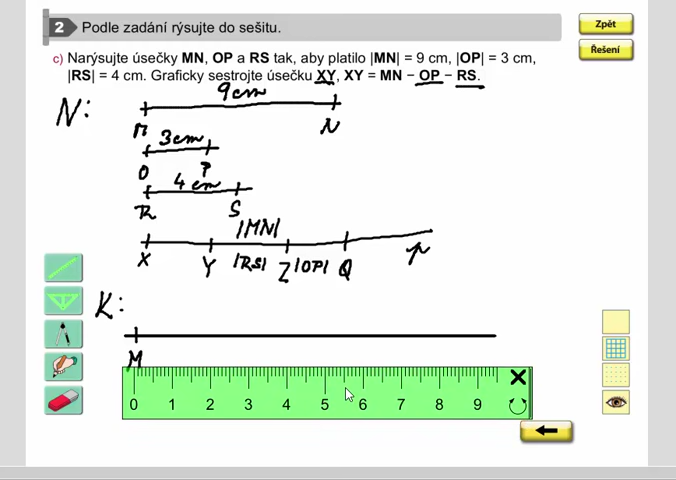 2 Podle zadání rýsujte do sešitu.
Zpět
Řešení
c) Narýsujte úsečky MN, OP a RS tak, aby platilo |MN| = 9 cm, |OP| = 3 cm,
|RS| = 4 cm. Graficky sestrojte úsečku XY, XY = MN − OP − RS.
N:
9cm
M N
3cm
O P
4 cm
R S
|MN|
X Y |RS| Z |OP| Q p
K:
M
0 1 2 3 4 5 6 7 8 9